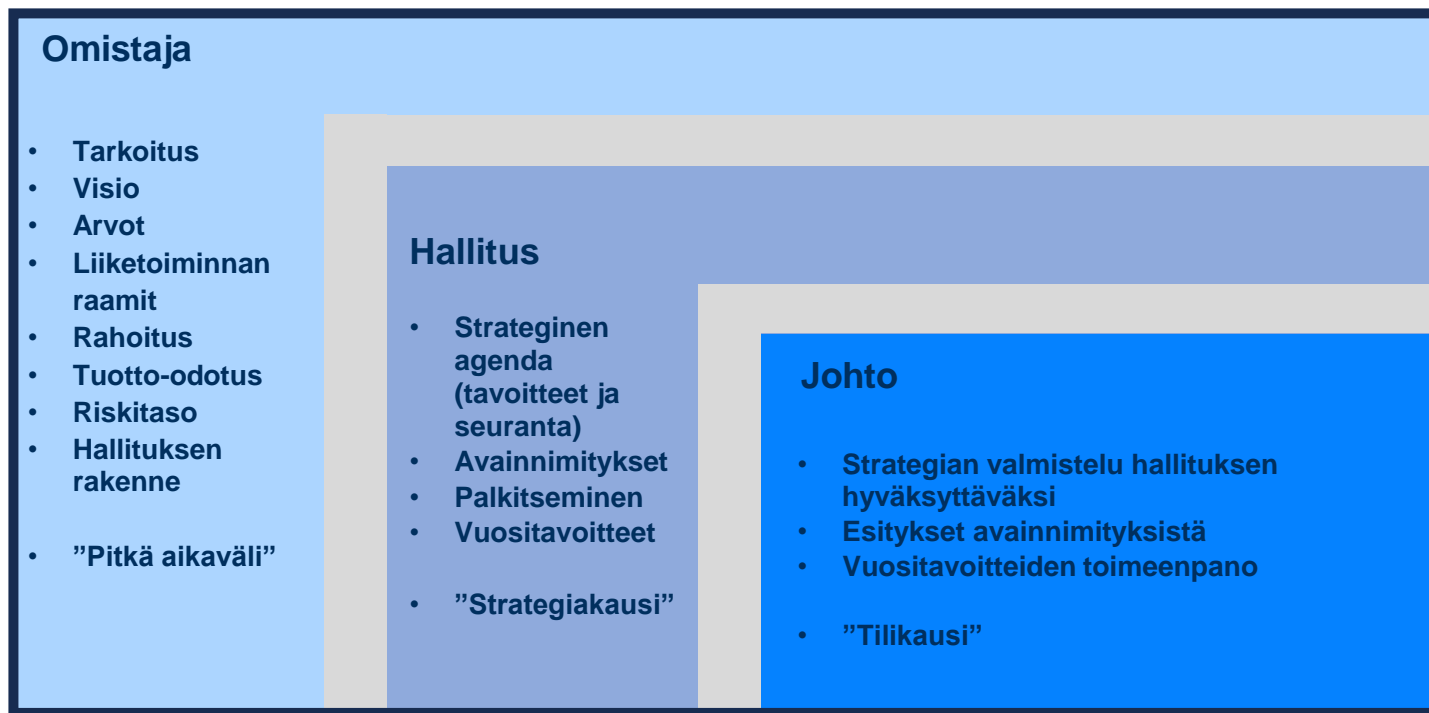 Omistaja
• Tarkoitus
• Visio
• Arvot
• Liiketoiminnan
raamit
• Rahoitus
• Tuotto-odotus
• Riskitaso
• Hallituksen
rakenne
• ”Pitkä aikaväli”
Hallitus
• Strateginen
agenda
(tavoitteet ja
seuranta)
• Avainnimitykset
• Palkitseminen
• Vuositavoitteet
• ”Strategiakausi”
Johto
• Strategian valmistelu hallituksen
hyväksyttäväksi
• Esitykset avainnimityksistä
• Vuositavoitteiden toimeenpano
• ”Tilikausi”